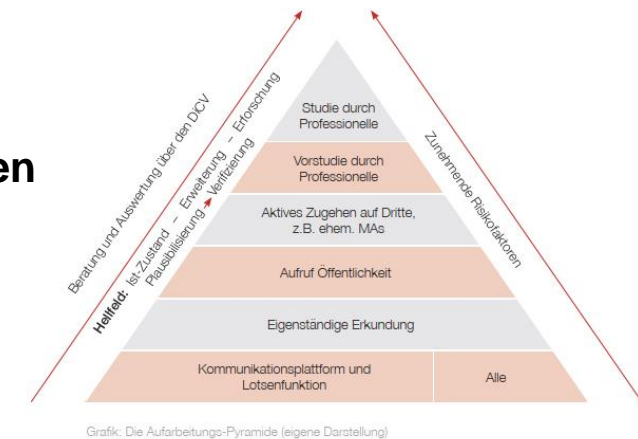 en
Beratung und Auswertung über den DiCV
Hellfeld: Ist-Zustand – Erweiterung – Erforschung
Plausibilisierung → Verifizierung
Zunehmende Risikofaktoren
Studie durch
Professionelle
Vorstudie durch
Professionelle
Aktives Zugehen auf Dritte,
z.B. ehem. MAs
Aufruf Öffentlichkeit
Eigenständige Erkundung
Kommunikationsplattform und
Lotsenfunktion
Alle
Grafik: Die Aufarbeitungs-Pyramide (eigene Darstellung)